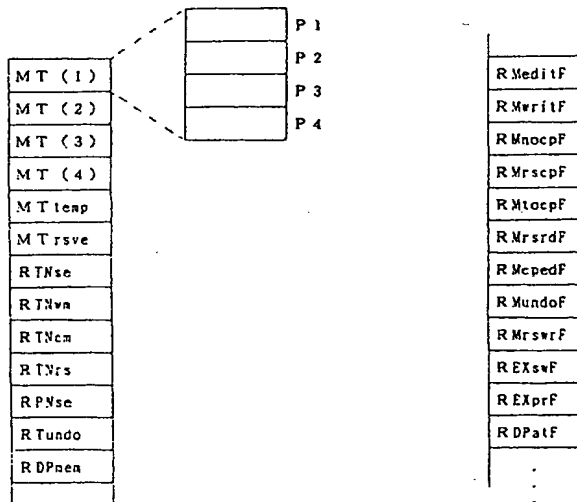 P 1
P 2
P 3
P 4
MT (1)
MT (2)
MT (3)
MT (4)
MTtemp
MTrsve
RTNse
RTNwm
RTNcm
RTNrs
RPNse
RTundo
RDPmem
RMeditF
RMwritF
RMnocpF
RMrscpF
RMtocpF
RMrsrdF
RMcpedF
RMundoF
RMrswrF
REXswF
REXprF
RDPatF